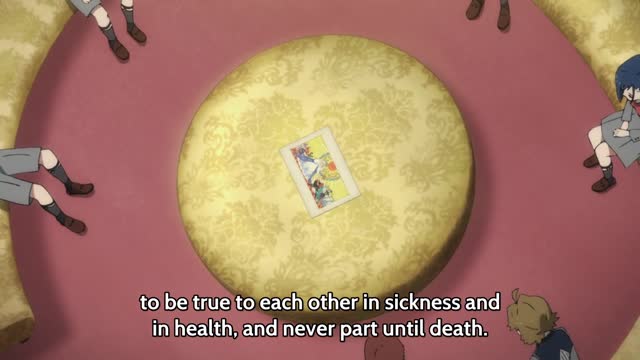 to be true to each other in sickness and
in health, and never part until death.